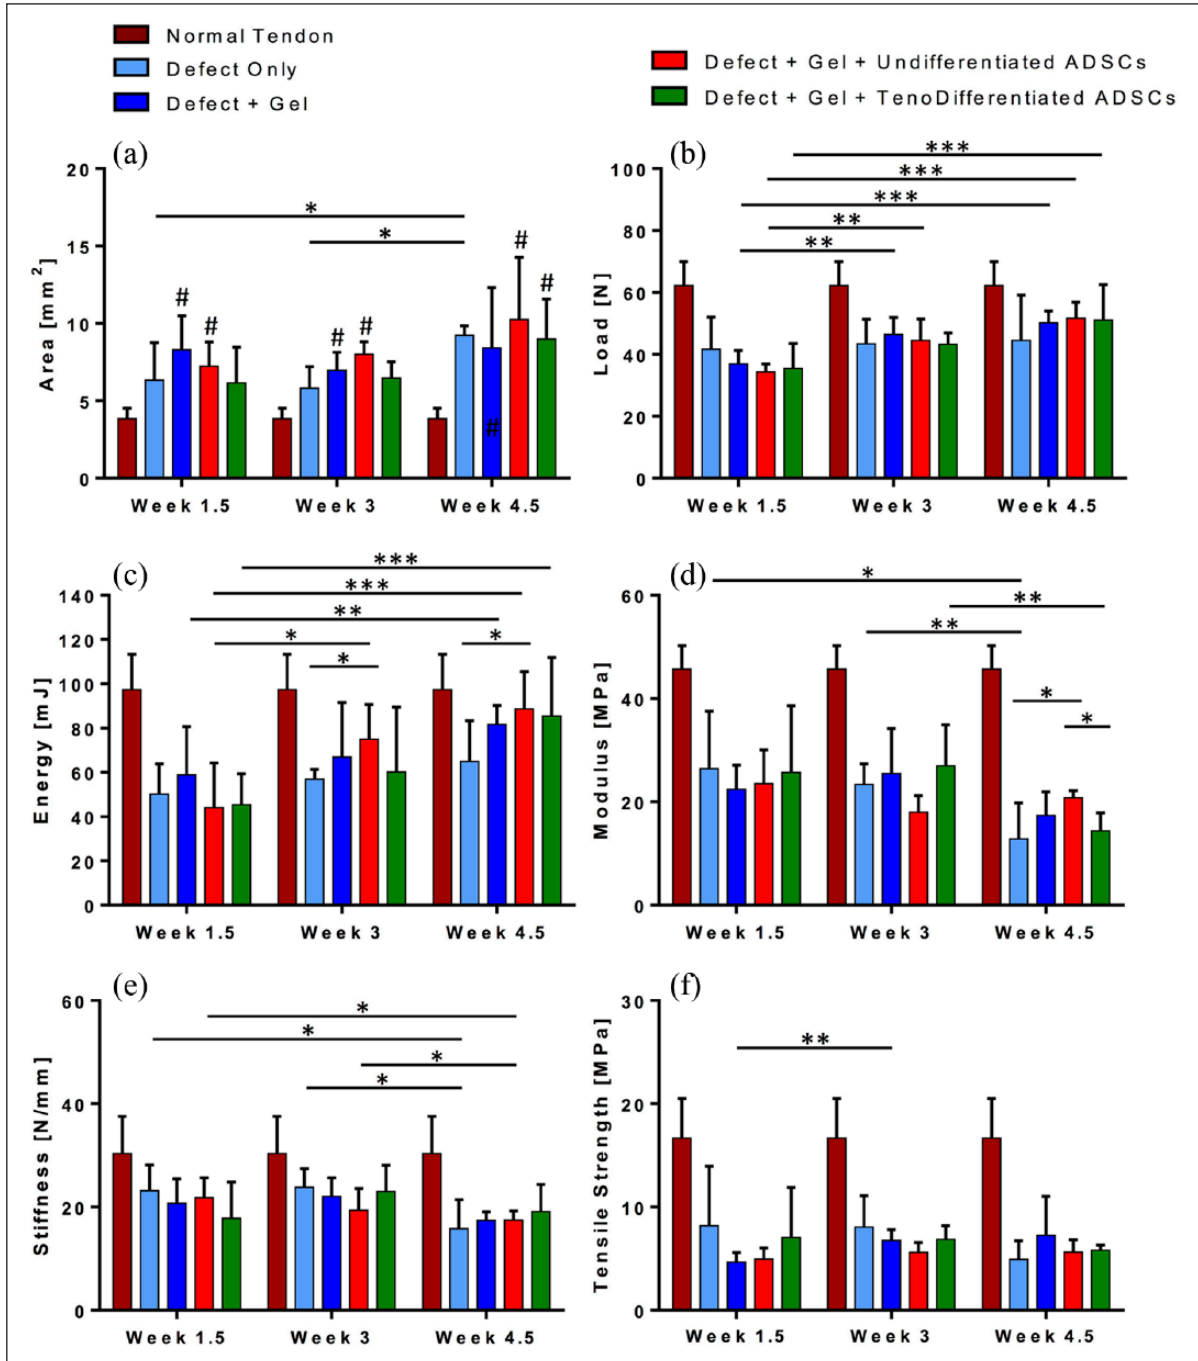 Normal Tendon
Defect Only
Defect + Gel
Defect + Gel + Undifferentiated ADSCs
Defect + Gel + TenoDifferentiated ADSCs
(a)
Area [mm²]
20
15
10
5
0
*
*
# # # # # # #
Week 1.5 Week 3 Week 4.5
(b)
Load [N]
100
80
60
40
20
0
***
***
***
**
**
Week 1.5 Week 3 Week 4.5
(c)
Energy [mJ]
140
120
100
80
60
40
20
0
***
***
**
* *
*
Week 1.5 Week 3 Week 4.5
(d)
Modulus [MPa]
60
40
20
0
*
**
**
*
*
Week 1.5 Week 3 Week 4.5
(e)
Stiffness [N/mm]
60
40
20
0
*
*
*
*
Week 1.5 Week 3 Week 4.5
(f)
Tensile Strength [MPa]
30
20
10
0
**
Week 1.5 Week 3 Week 4.5